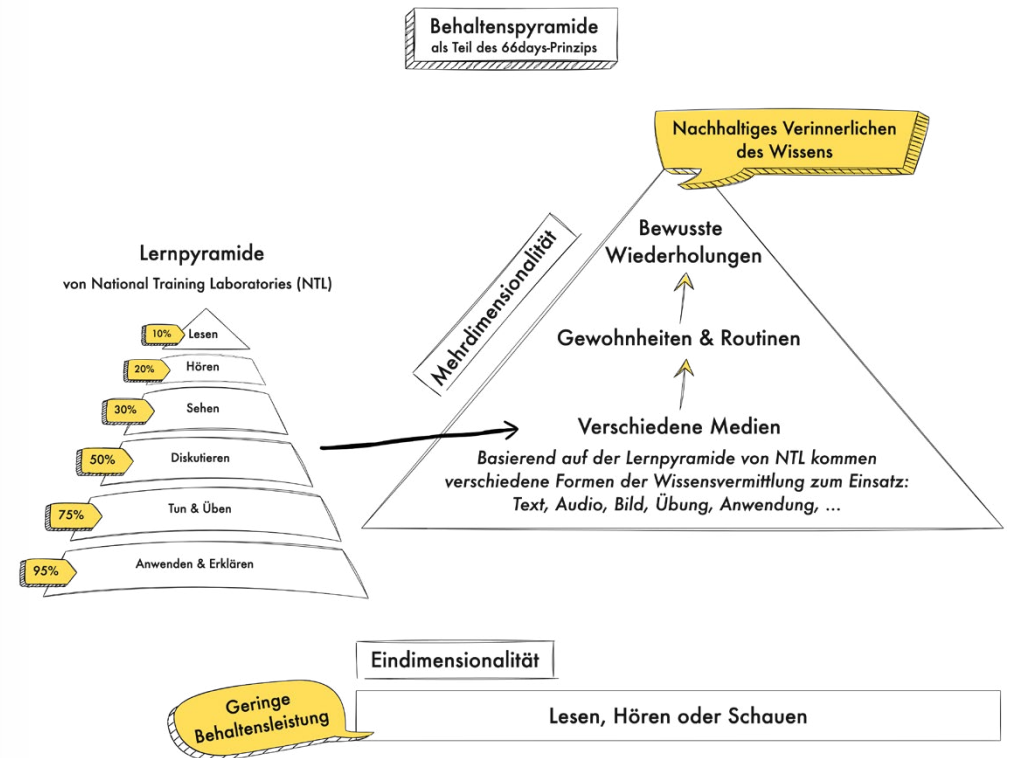 Behaltenspyramide
als Teil des 66days-Prinzips
Nachhaltiges Verinnerlichen
des Wissens
Mehrdimensionalität
Bewusste
Wiederholungen
Gewohnheiten & Routinen
Verschiedene Medien
Basierend auf der Lernpyramide von NTL kommen
verschiedene Formen der Wissensvermittlung zum Einsatz:
Text, Audio, Bild, Übung, Anwendung, ...
Lernpyramide
von National Training Laboratories (NTL)
10% Lesen
20% Hören
30% Sehen
50% Diskutieren
75% Tun & Üben
95% Anwenden & Erklären
Eindimensionalität
Geringe
Behaltensleistung
Lesen, Hören oder Schauen